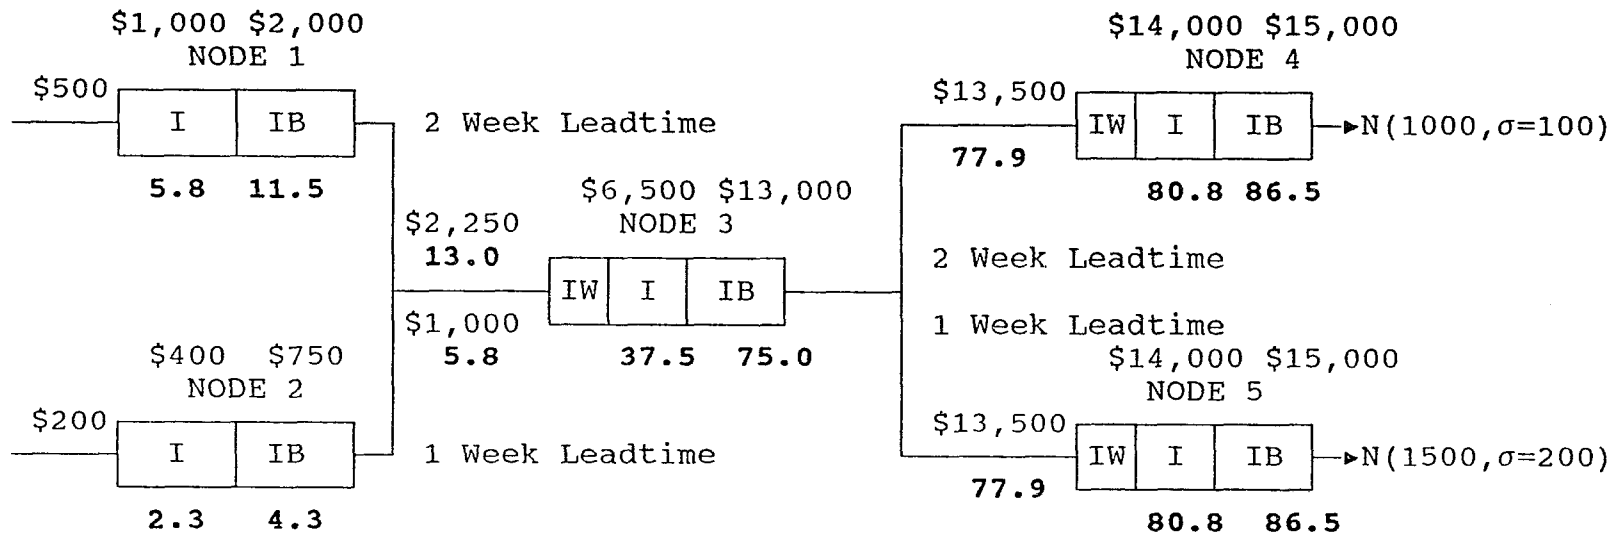 $1,000 $2,000
NODE 1
$500
I IB
5.8 11.5
2 Week Leadtime
$400 $750
NODE 2
$200
I IB
2.3 4.3
1 Week Leadtime
$2,250
13.0
$1,000
5.8
$6,500 $13,000
NODE 3
IW I IB
37.5 75.0
$14,000 $15,000
NODE 4
$13,500
77.9
IW I IB
80.8 86.5
N(1000,σ=100)
2 Week Leadtime
1 Week Leadtime
$14,000 $15,000
NODE 5
$13,500
77.9
IW I IB
80.8 86.5
N(1500,σ=200)